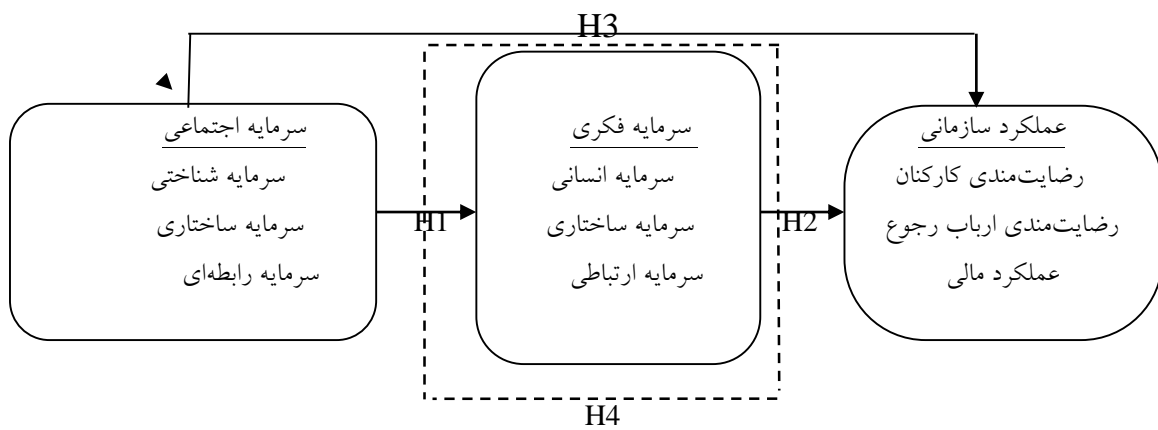 H3
سرمایه اجتماعی
سرمایه شناختی
سرمایه ساختاری
سرمایه رابطه‌ای
H1
سرمایه فکری
سرمایه انسانی
سرمایه ساختاری
سرمایه ارتباطی
H2
عملکرد سازمانی
رضایت‌مندی کارکنان
رضایت‌مندی ارباب رجوع
عملکرد مالی
H4